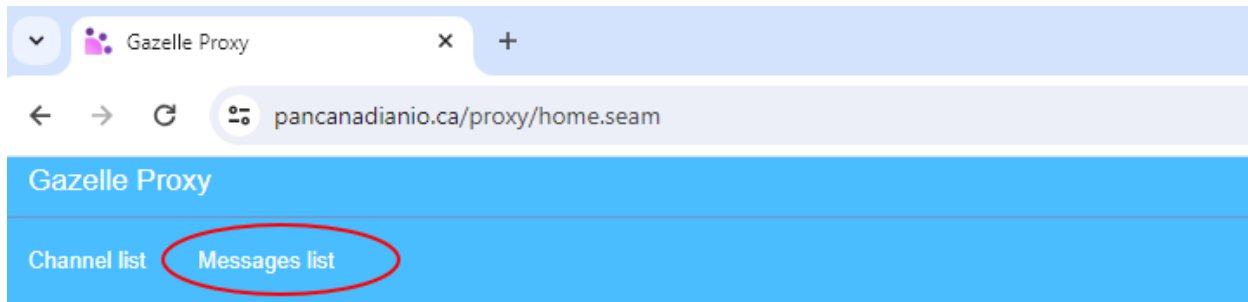 Gazelle Proxy
pancanadianio.ca/proxy/home.seam
Gazelle Proxy
Channel list Messages list